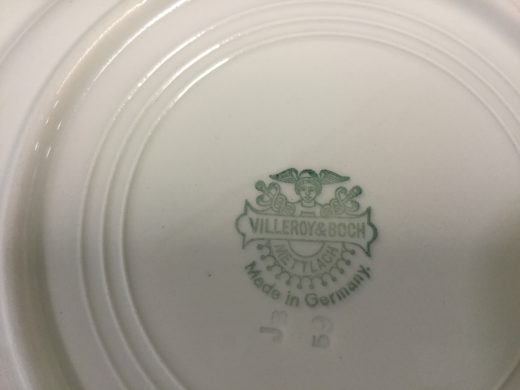 VILLEROY & BOCH
METTLACH
Made in Germany.